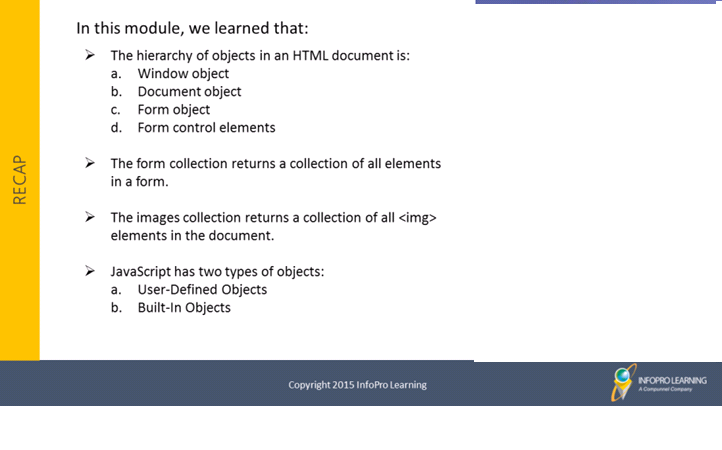 In this module, we learned that:
➢ The hierarchy of objects in an HTML document is:
a. Window object
b. Document object
c. Form object
d. Form control elements
➢ The form collection returns a collection of all elements
in a form.
➢ The images collection returns a collection of all <img>
elements in the document.
➢ JavaScript has two types of objects:
a. User-Defined Objects
b. Built-In Objects
RECAP
Copyright 2015 InfoPro Learning
INFOPRO LEARNING
A Compunnel Company